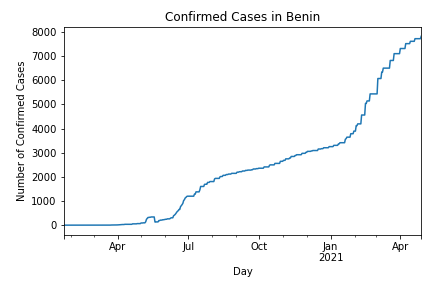 Confirmed Cases in Benin
Number of Confirmed Cases
8000
7000
6000
5000
4000
3000
2000
1000
0
Apr
Jul
Oct
Jan
2021
Apr
Day